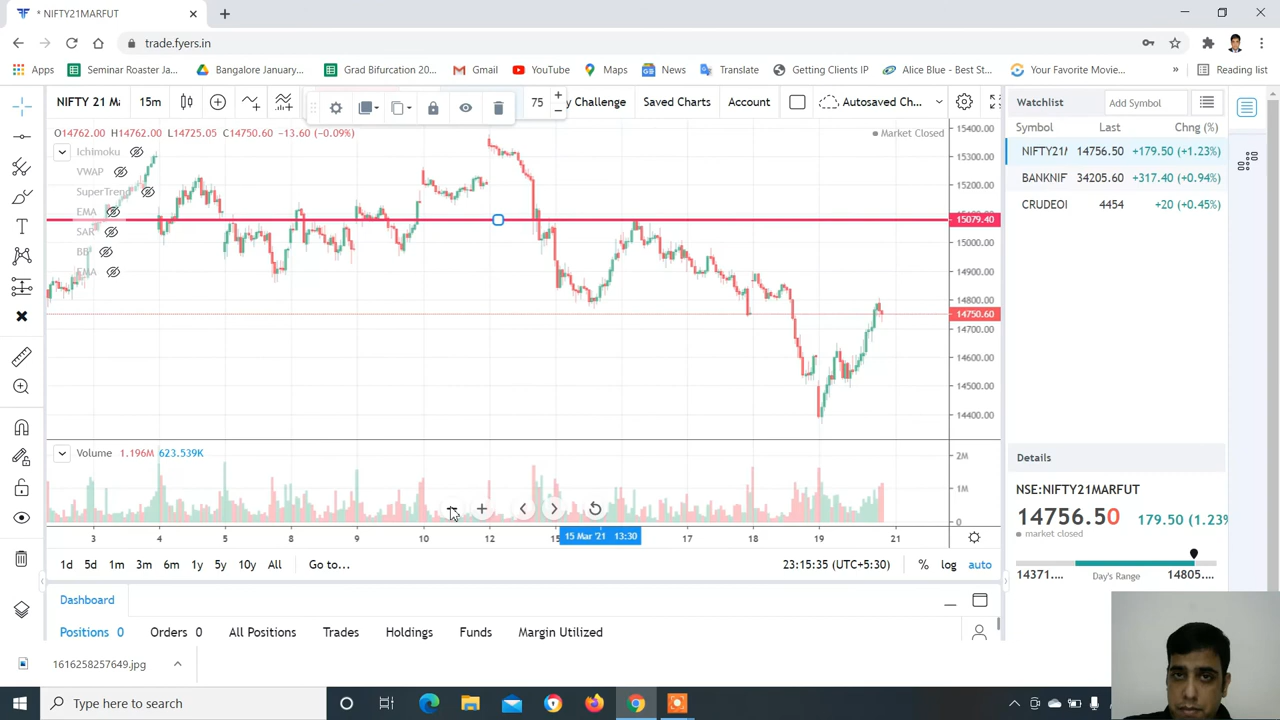 * NIFTY21MARFUT
trade.fyers.in
Apps Seminar Roaster Ja... Bangalore January... Grad Bifurcation 20... Gmail YouTube Maps News Translate Getting Clients IP Alice Blue - Best St... Your Favorite Movie... Reading list
NIFTY 21 M 15m 75 y Challenge Saved Charts Account Autosaved Ch... Watchlist Add Symbol
O14762.00 H14762.00 L14725.05 C14750.60 -13.60 (-0.09%) Market Closed
Symbol Last Chng (%)
Ichimoku
VWAP
SuperTrend
EMA
SAR
BB
EMA
NIFTY21 14756.50 +179.50 (+1.23%)
BANKNIF 34205.60 +317.40 (+0.94%)
CRUDEOI 4454 +20 (+0.45%)
15400.00
15300.00
15200.00
15079.40
15000.00
14900.00
14800.00
14750.60
14700.00
14600.00
14500.00
14400.00
Volume 1.196M 623.539K
2M
1M
0
3 4 5 8 9 10 12 15 15 Mar '21 13:30 17 18 19 21
1d 5d 1m 3m 6m 1y 5y 10y All Go to... 23:15:35 (UTC+5:30) % log auto
Details
NSE:NIFTY21MARFUT
14756.50 179.50 (1.23%
market closed
14371.... Day's Range 14805....
Dashboard
Positions 0 Orders 0 All Positions Trades Holdings Funds Margin Utilized
1616258257649.jpg
Type here to search